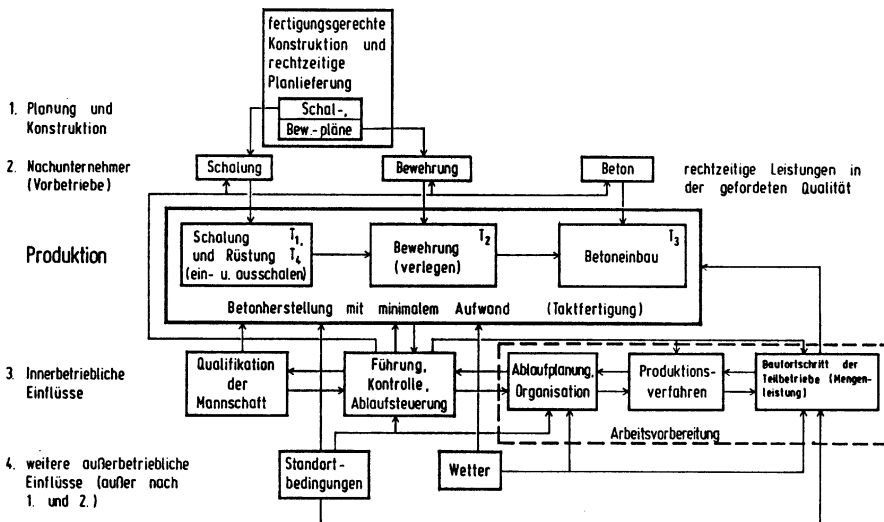 fertigungsgerechte
Konstruktion und
rechtzeitige
Planlieferung
1. Planung und
Konstruktion
Schal-,
Bew.-pläne
2. Nachunternehmer
(Vorbetriebe)
Schalung
Bewehrung
Beton
rechtzeitige Leistungen in
der gefordeten Qualität
Produktion
Schalung T1,
und Rüstung T4
(ein- u. ausschalen)
Bewehrung T2
(verlegen)
Betoneinbau T3
Betonherstellung mit minimalem Aufwand (Taktfertigung)
3. Innerbetriebliche
Einflüsse
Qualifikation
der
Mannschaft
Führung,
Kontrolle,
Ablaufsteuerung
Ablaufplanung,
Organisation
Produktions-
verfahren
Baufortschritt der
Teilbetriebe (Mengen-
leistung)
Arbeitsvorbereitung
4. weitere außerbetriebliche
Einflüsse (außer nach
1. und 2.)
Standort-
bedingungen
Wetter